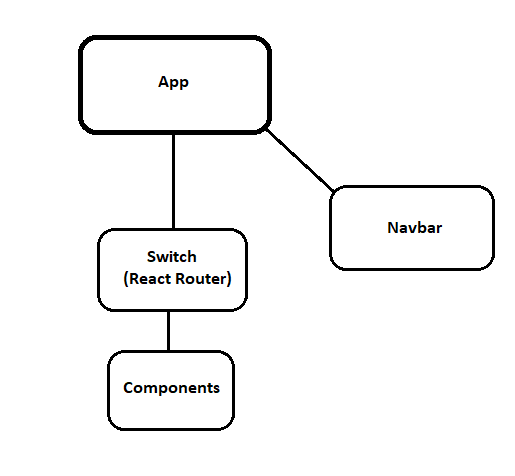 App
Navbar
Switch
(React Router)
Components